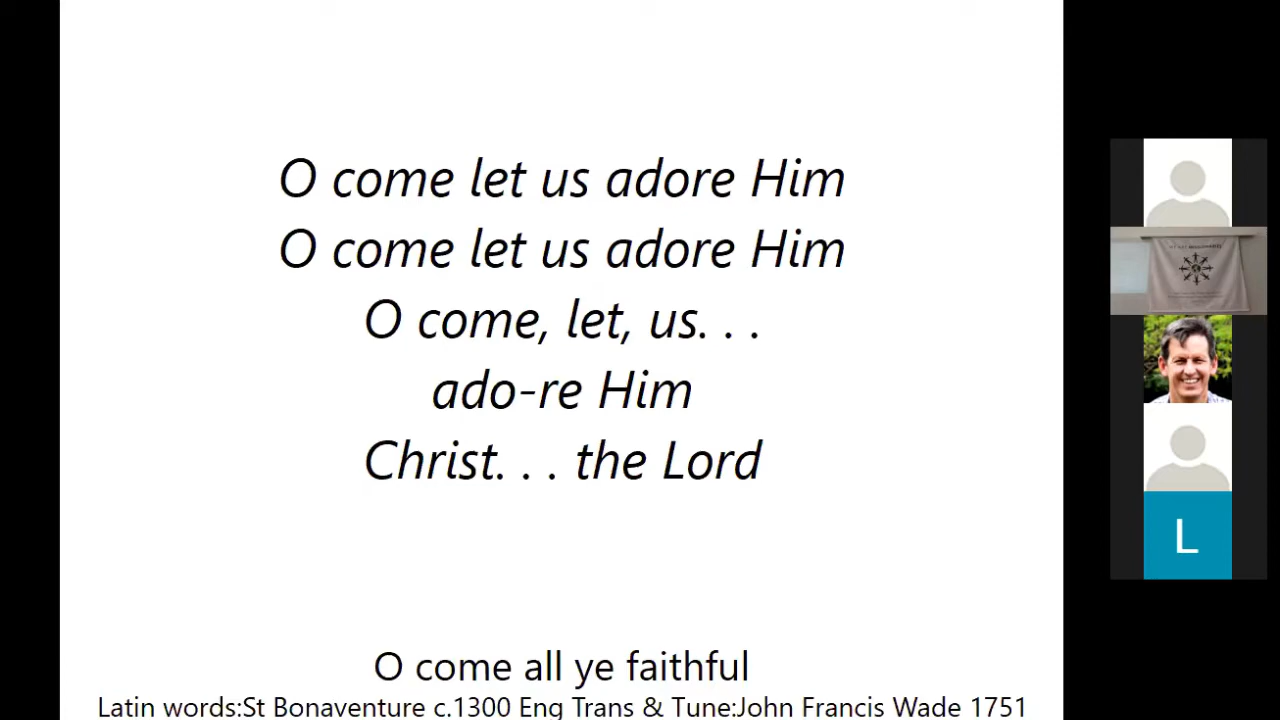 O come let us adore Him
O come let us adore Him
O come, let, us. . .
ado-re Him
Christ. . . the Lord
O come all ye faithful
Latin words:St Bonaventure c.1300 Eng Trans & Tune:John Francis Wade 1751
L